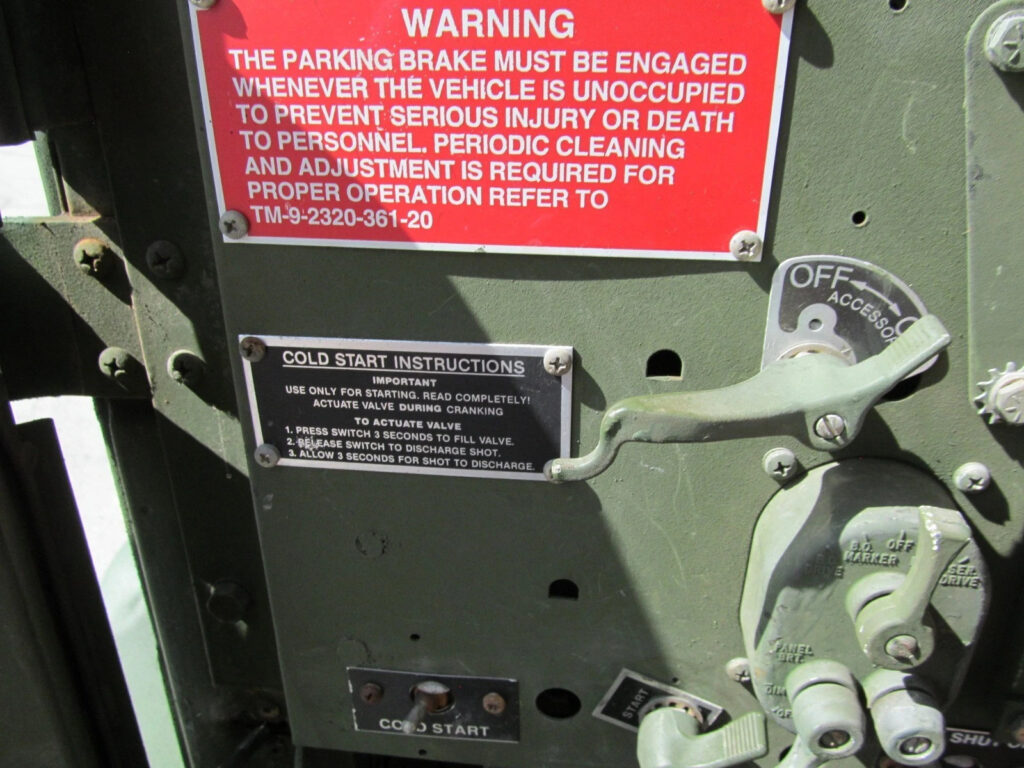 WARNING
THE PARKING BRAKE MUST BE ENGAGED
WHENEVER THE VEHICLE IS UNOCCUPIED
TO PREVENT SERIOUS INJURY OR DEATH
TO PERSONNEL. PERIODIC CLEANING
AND ADJUSTMENT IS REQUIRED FOR
PROPER OPERATION REFER TO
TM-9-2320-361-20
OFF
COLD START INSTRUCTIONS
IMPORTANT
USE ONLY FOR STARTING. READ COMPLETELY!
ACTUATE VALVE DURING CRANKING
TO ACTUATE VALVE
1. PRESS SWITCH 3 SECONDS TO FILL VALVE.
2. RELEASE SWITCH TO DISCHARGE SHOT.
3. ALLOW 3 SECONDS FOR SHOT TO DISCHARGE.
B.O.
MARKER
OFF
SER.
DRIVE
PANEL
BRT.
DIM
START
COLD START